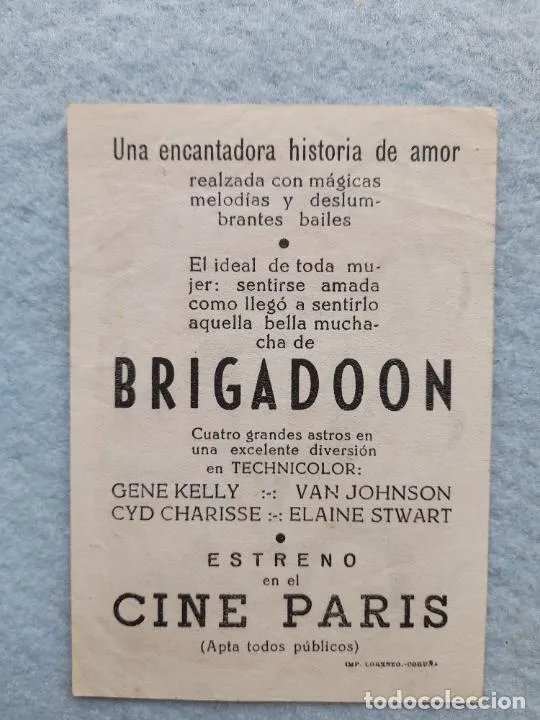 Una encantadora historia de amor
realzada con mágicas
melodías y deslum-
brantes bailes
El ideal de toda mu-
jer: sentirse amada
como llegó a sentirlo
aquella bella mucha-
cha de
BRIGADOON
Cuatro grandes astros en
una excelente diversión
en TECHNICOLOR:
GENE KELLY :-: VAN JOHNSON
CYD CHARISSE :-: ELAINE STWART
ESTRENO
en el
CINE PARIS
(Apta todos públicos)
IMP. LORENZO.-CORUÑA
todocoleccion